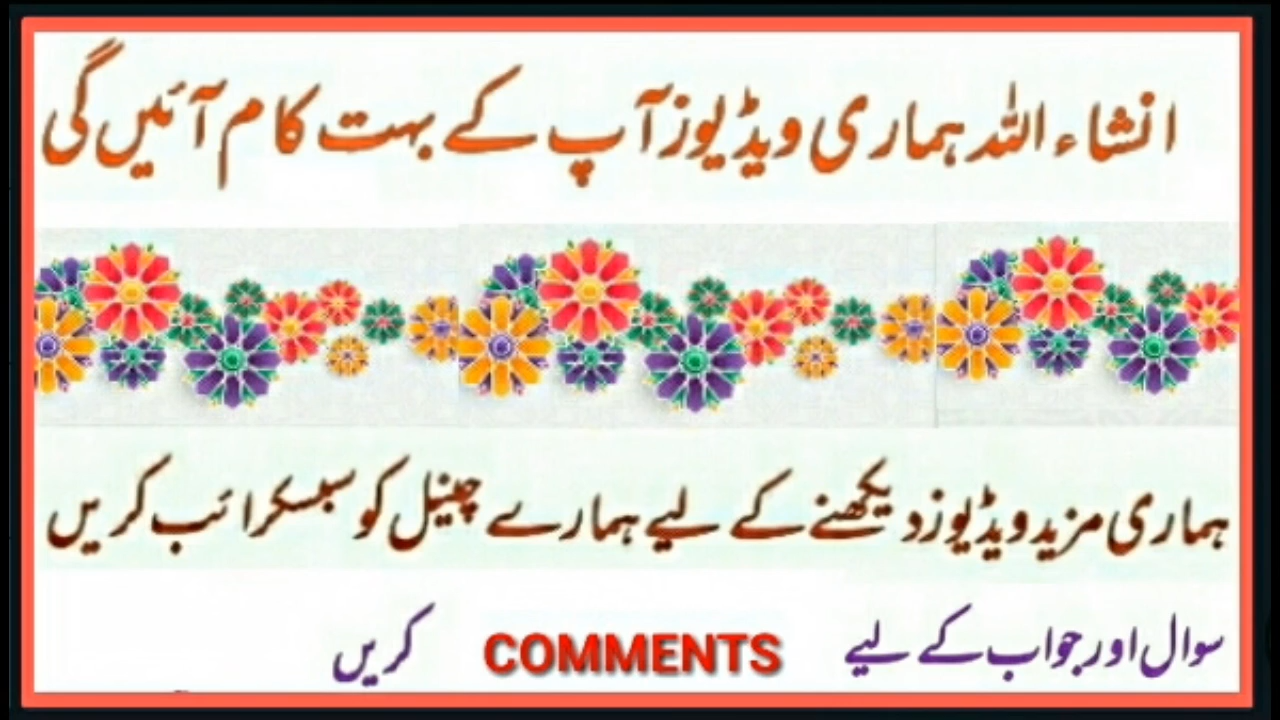 انشاء اللہ ہماری ویڈیوز آپ کے بہت کام آئیں گی
ہماری مزید ویڈیوز دیکھنے کے لیے ہمارے چینیل کو سبسکرائب کریں
سوال اور جواب کے لیے COMMENTS کریں